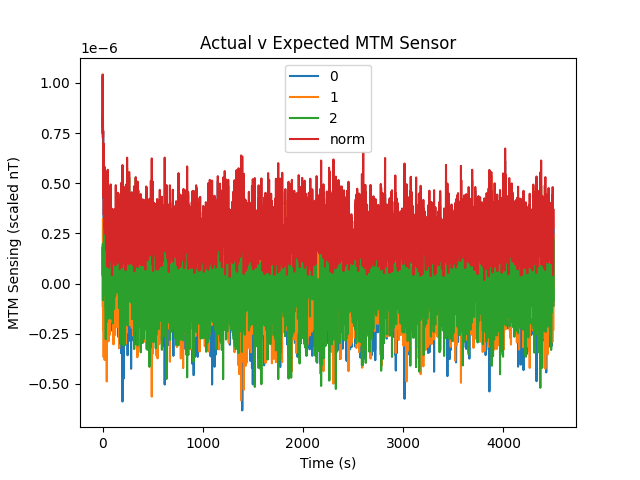 Actual v Expected MTM Sensor
1e−6
1.00
0.75
0.50
0.25
0.00
−0.25
−0.50
MTM Sensing (scaled nT)
0
1
2
norm
0 1000 2000 3000 4000
Time (s)